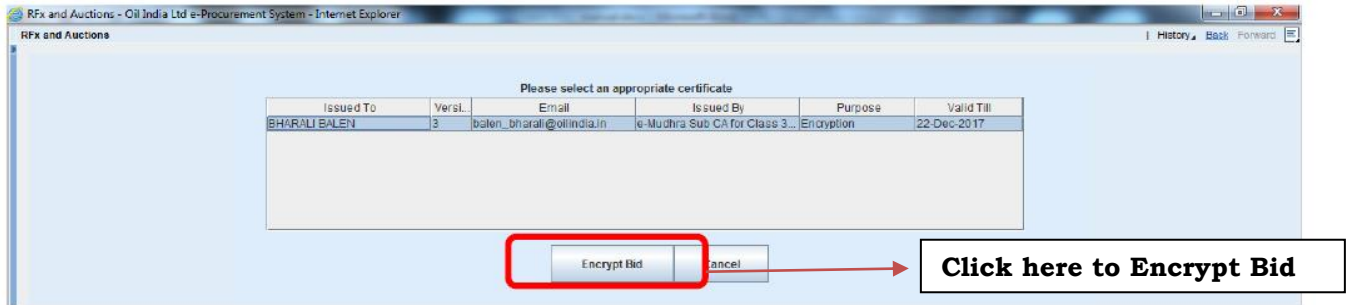 RFx and Auctions - Oil India Ltd e-Procurement System - Internet Explorer
RFx and Auctions
History Back Forward
Please select an appropriate certificate
Issued To Versi... Email Issued By Purpose Valid Till
BHARALI BALEN 3 balen_bharali@oilindia.in e-Mudhra Sub CA for Class 3... Encryption 22-Dec-2017
Encrypt Bid Cancel
Click here to Encrypt Bid